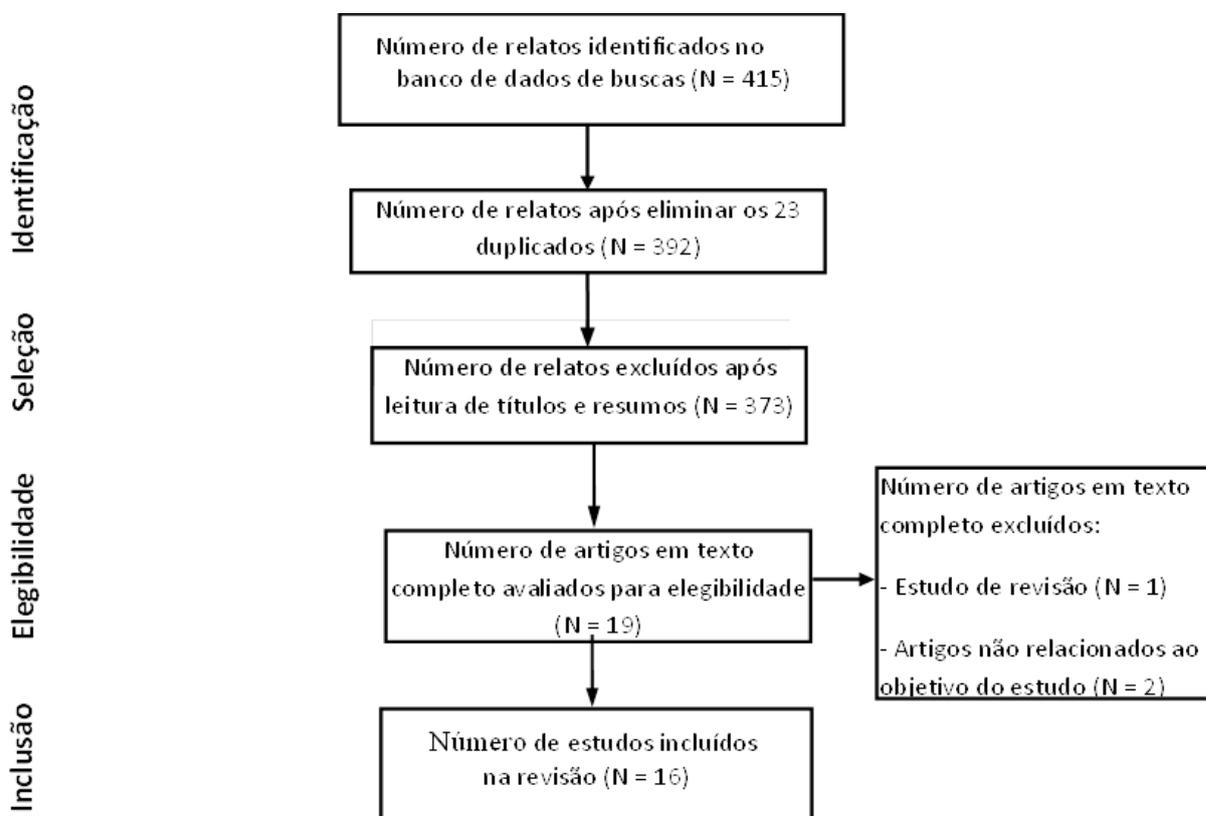 Identificação
Número de relatos identificados no
banco de dados de buscas (N = 415)
Número de relatos após eliminar os 23
duplicados (N = 392)
Seleção
Número de relatos excluídos após
leitura de títulos e resumos (N = 373)
Elegibilidade
Número de artigos em texto
completo avaliados para elegibilidade
(N = 19)
Número de artigos em texto
completo excluídos:
- Estudo de revisão (N = 1)
- Artigos não relacionados ao
objetivo do estudo (N = 2)
Inclusão
Número de estudos incluídos
na revisão (N = 16)